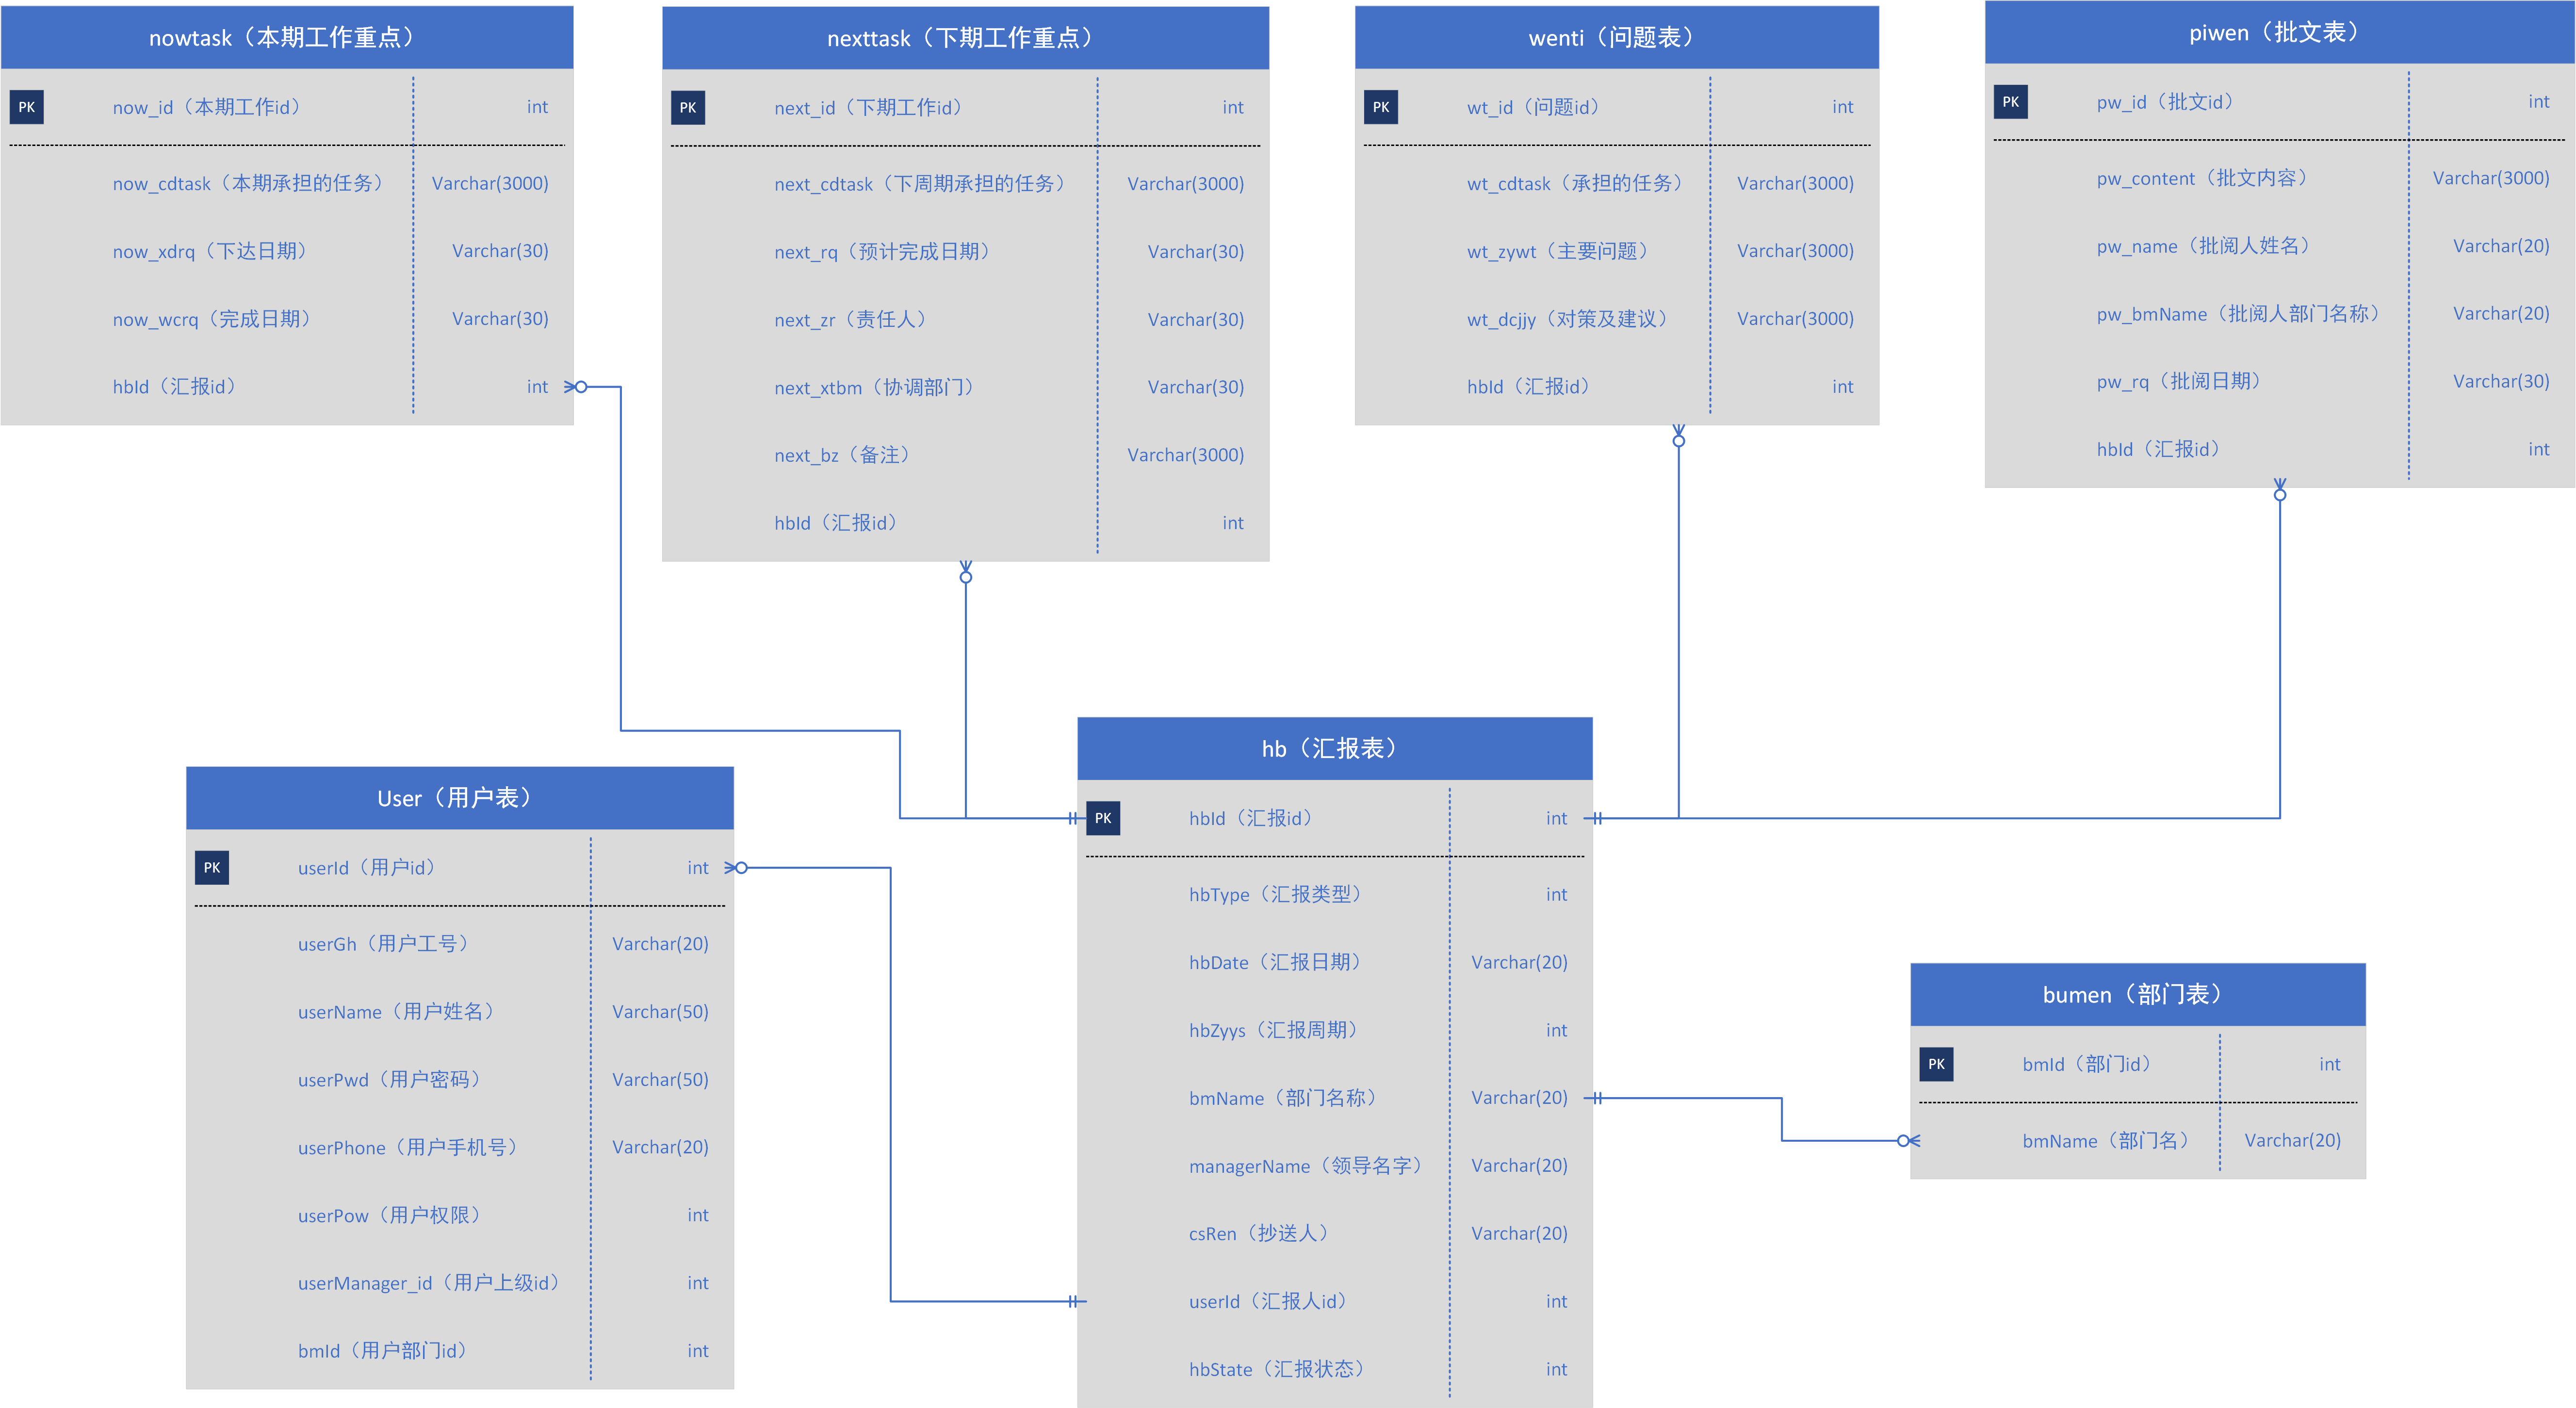 nowtask（本期工作重点）
PK now_id（本期工作id） int
now_cdtask（本期承担的任务） Varchar(3000)
now_xdrq（下达日期） Varchar(30)
now_wcrq（完成日期） Varchar(30)
hbId（汇报id） int
nexttask（下期工作重点）
PK next_id（下期工作id） int
next_cdtask（下周期承担的任务） Varchar(3000)
next_rq（预计完成日期） Varchar(30)
next_zr（责任人） Varchar(30)
next_xtbm（协调部门） Varchar(30)
next_bz（备注） Varchar(3000)
hbId（汇报id） int
wenti（问题表）
PK wt_id（问题id） int
wt_cdtask（承担的任务） Varchar(3000)
wt_zywt（主要问题） Varchar(3000)
wt_dcjjy（对策及建议） Varchar(3000)
hbId（汇报id） int
piwen（批文表）
PK pw_id（批文id） int
pw_content（批文内容） Varchar(3000)
pw_name（批阅人姓名） Varchar(20)
pw_bmName（批阅人部门名称） Varchar(20)
pw_rq（批阅日期） Varchar(30)
hbId（汇报id） int
User（用户表）
PK userId（用户id） int
userGh（用户工号） Varchar(20)
userName（用户姓名） Varchar(50)
userPwd（用户密码） Varchar(50)
userPhone（用户手机号） Varchar(20)
userPow（用户权限） int
userManager_id（用户上级id） int
bmId（用户部门id） int
hb（汇报表）
PK hbId（汇报id） int
hbType（汇报类型） int
hbDate（汇报日期） Varchar(20)
hbZyys（汇报周期） int
bmName（部门名称） Varchar(20)
managerName（领导名字） Varchar(20)
csRen（抄送人） Varchar(20)
userId（汇报人id） int
hbState（汇报状态） int
bumen（部门表）
PK bmId（部门id） int
bmName（部门名） Varchar(20)